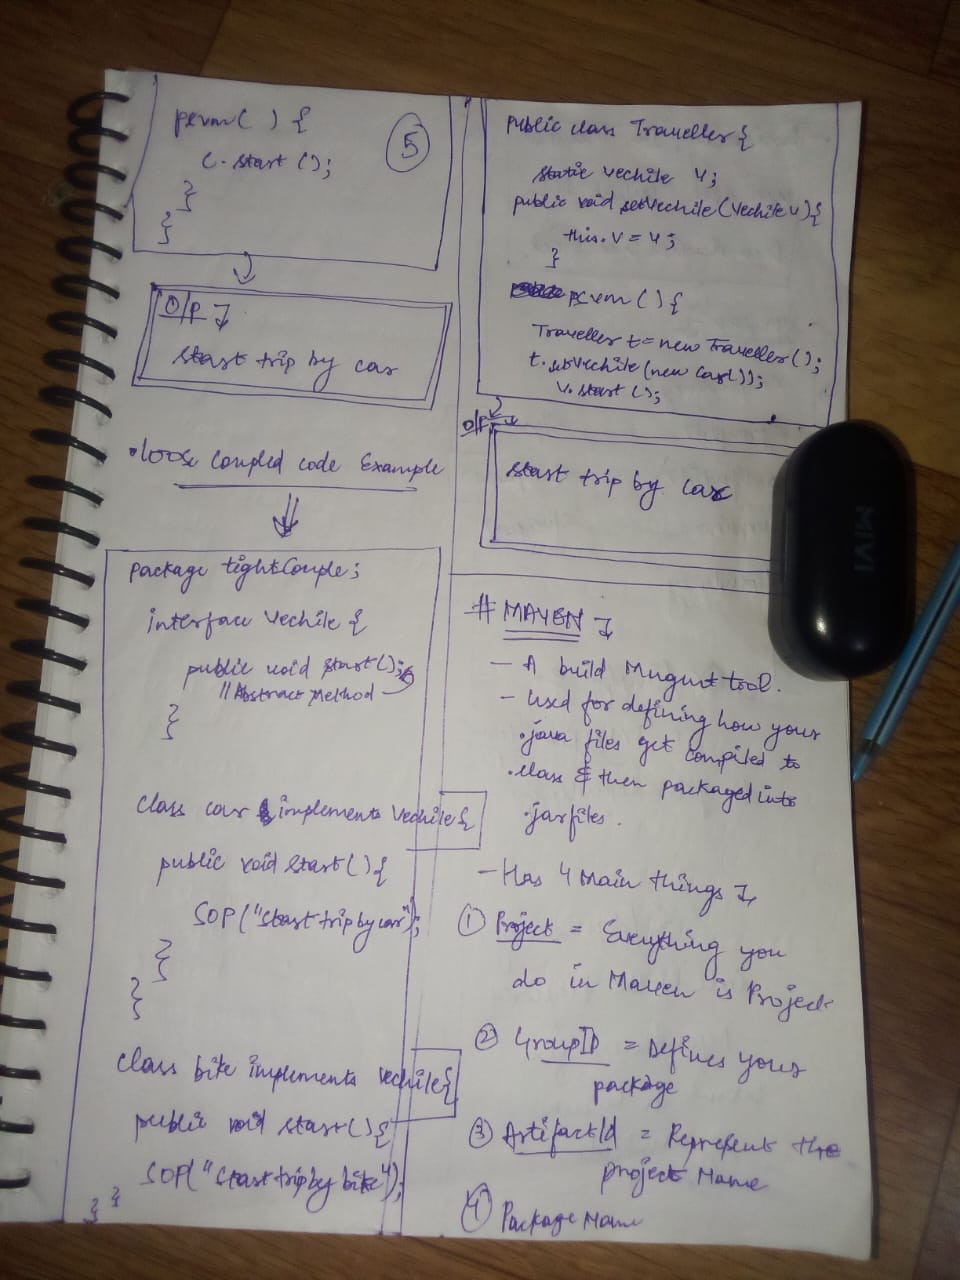 psvm( ) {
c. start ();
}
}
5
O/P
start trip by car
• loose coupled code Example
package tightCouple;
interface Vechile {
public void start();
// Abstract method
}
class car implements Vechile {
public void start() {
SOP("start trip by car");
}
}
class bike implements Vechile {
public void start() {
SOP("start trip by bike");
} }
public class Traveller {
static vechile v;
public void setvechile (vechile v) {
this. v = v;
}
psvm ( ) {
Traveller t = new Traveller ();
t. setvechile (new car());
v. start ();
O/P
start trip by car
# MAVEN
- A build Mngmt tool.
- used for defining how your
.java files get compiled to
.class & then packaged into
.jar files.
- Has 4 Main things
① Project = Everything you
do in Maven is Project
② GroupID = Defines your
package
③ ArtifactId = Represent the
project Name
④ Package Name
MIVI